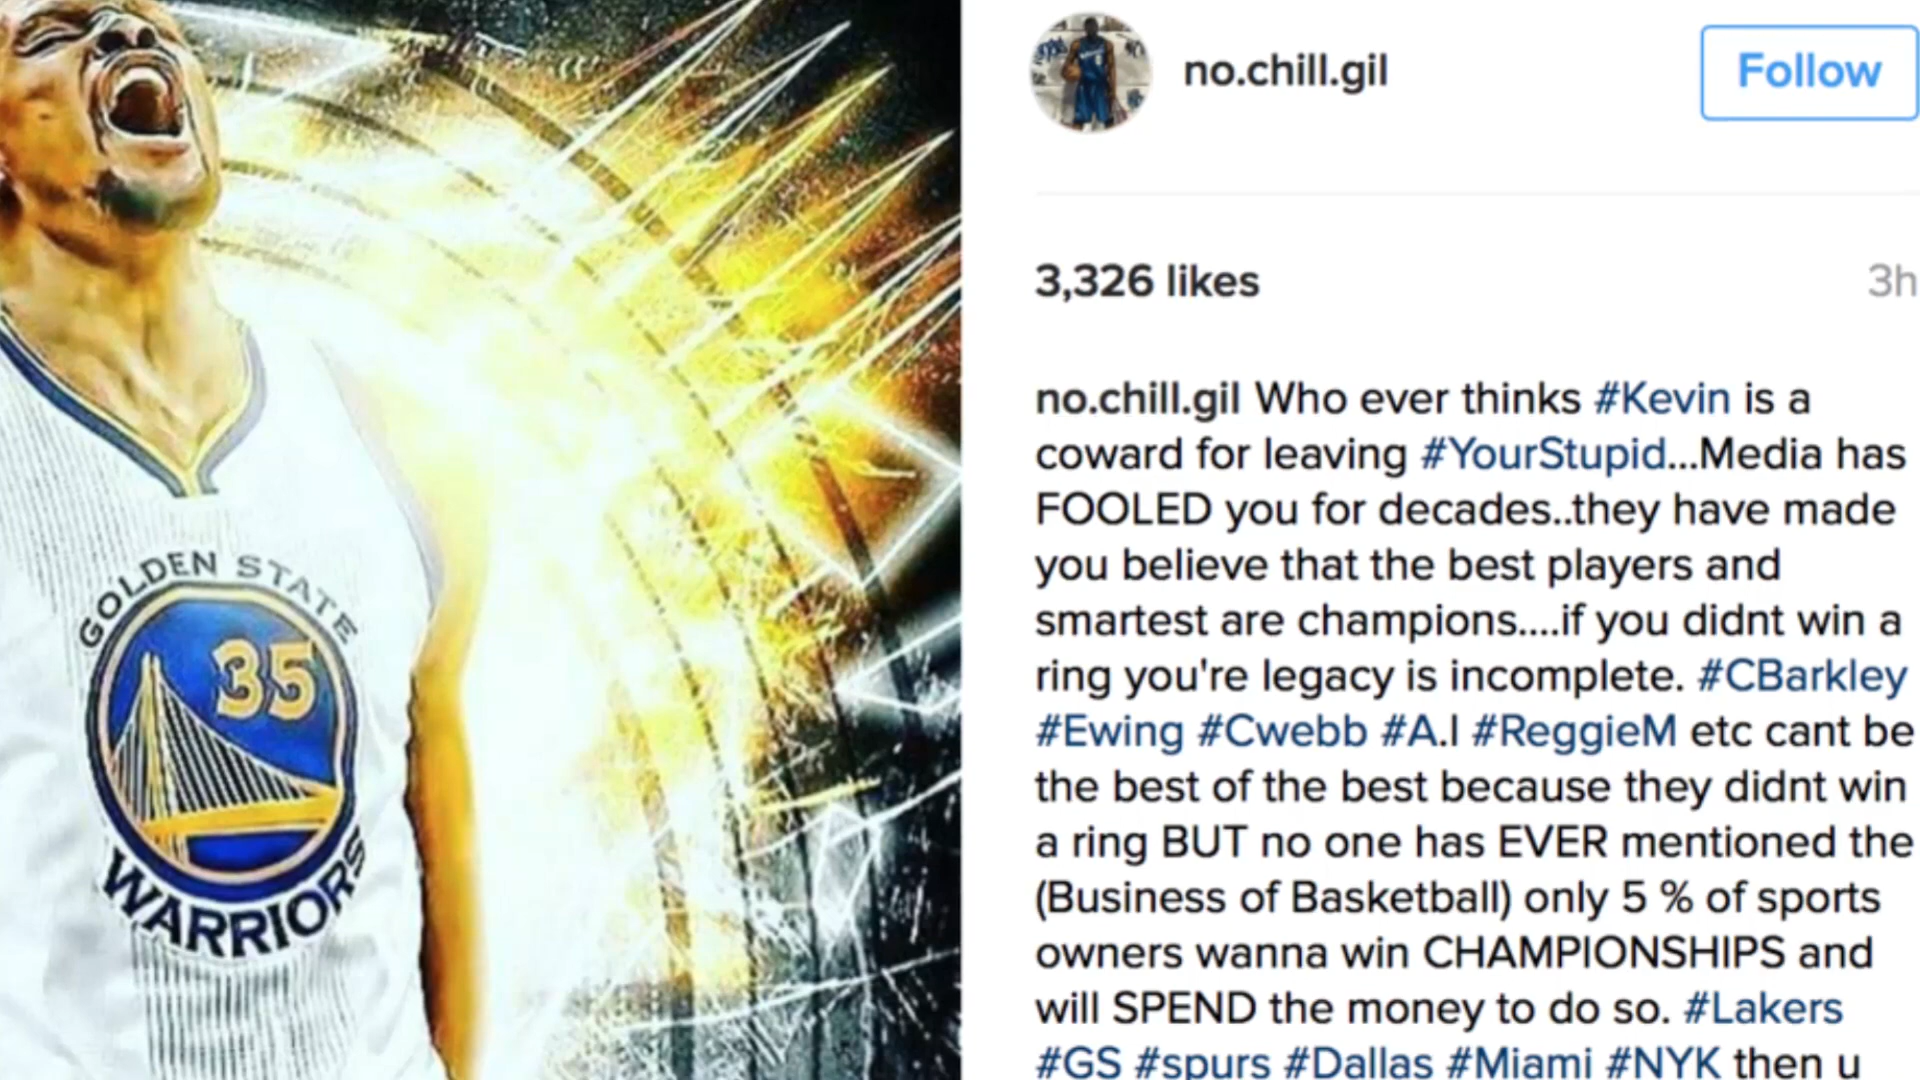 GOLDEN STATE
35
WARRIORS
no.chill.gil
Follow
3,326 likes
3h
no.chill.gil Who ever thinks #Kevin is a
coward for leaving #YourStupid...Media has
FOOLED you for decades..they have made
you believe that the best players and
smartest are champions....if you didnt win a
ring you're legacy is incomplete. #CBarkley
#Ewing #Cwebb #A.I #ReggieM etc cant be
the best of the best because they didnt win
a ring BUT no one has EVER mentioned the
(Business of Basketball) only 5 % of sports
owners wanna win CHAMPIONSHIPS and
will SPEND the money to do so. #Lakers
#GS #spurs #Dallas #Miami #NYK then u